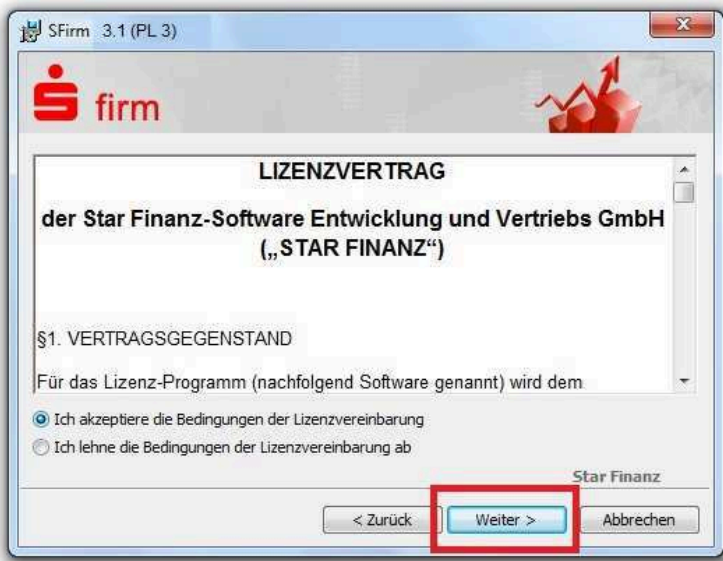 SFirm 3.1 (PL 3)
S firm
LIZENZVERTRAG
der Star Finanz-Software Entwicklung und Vertriebs GmbH
(„STAR FINANZ“)
§1. VERTRAGSGEGENSTAND
Für das Lizenz-Programm (nachfolgend Software genannt) wird dem
Ich akzeptiere die Bedingungen der Lizenzvereinbarung
Ich lehne die Bedingungen der Lizenzvereinbarung ab
Star Finanz
< Zurück Weiter > Abbrechen